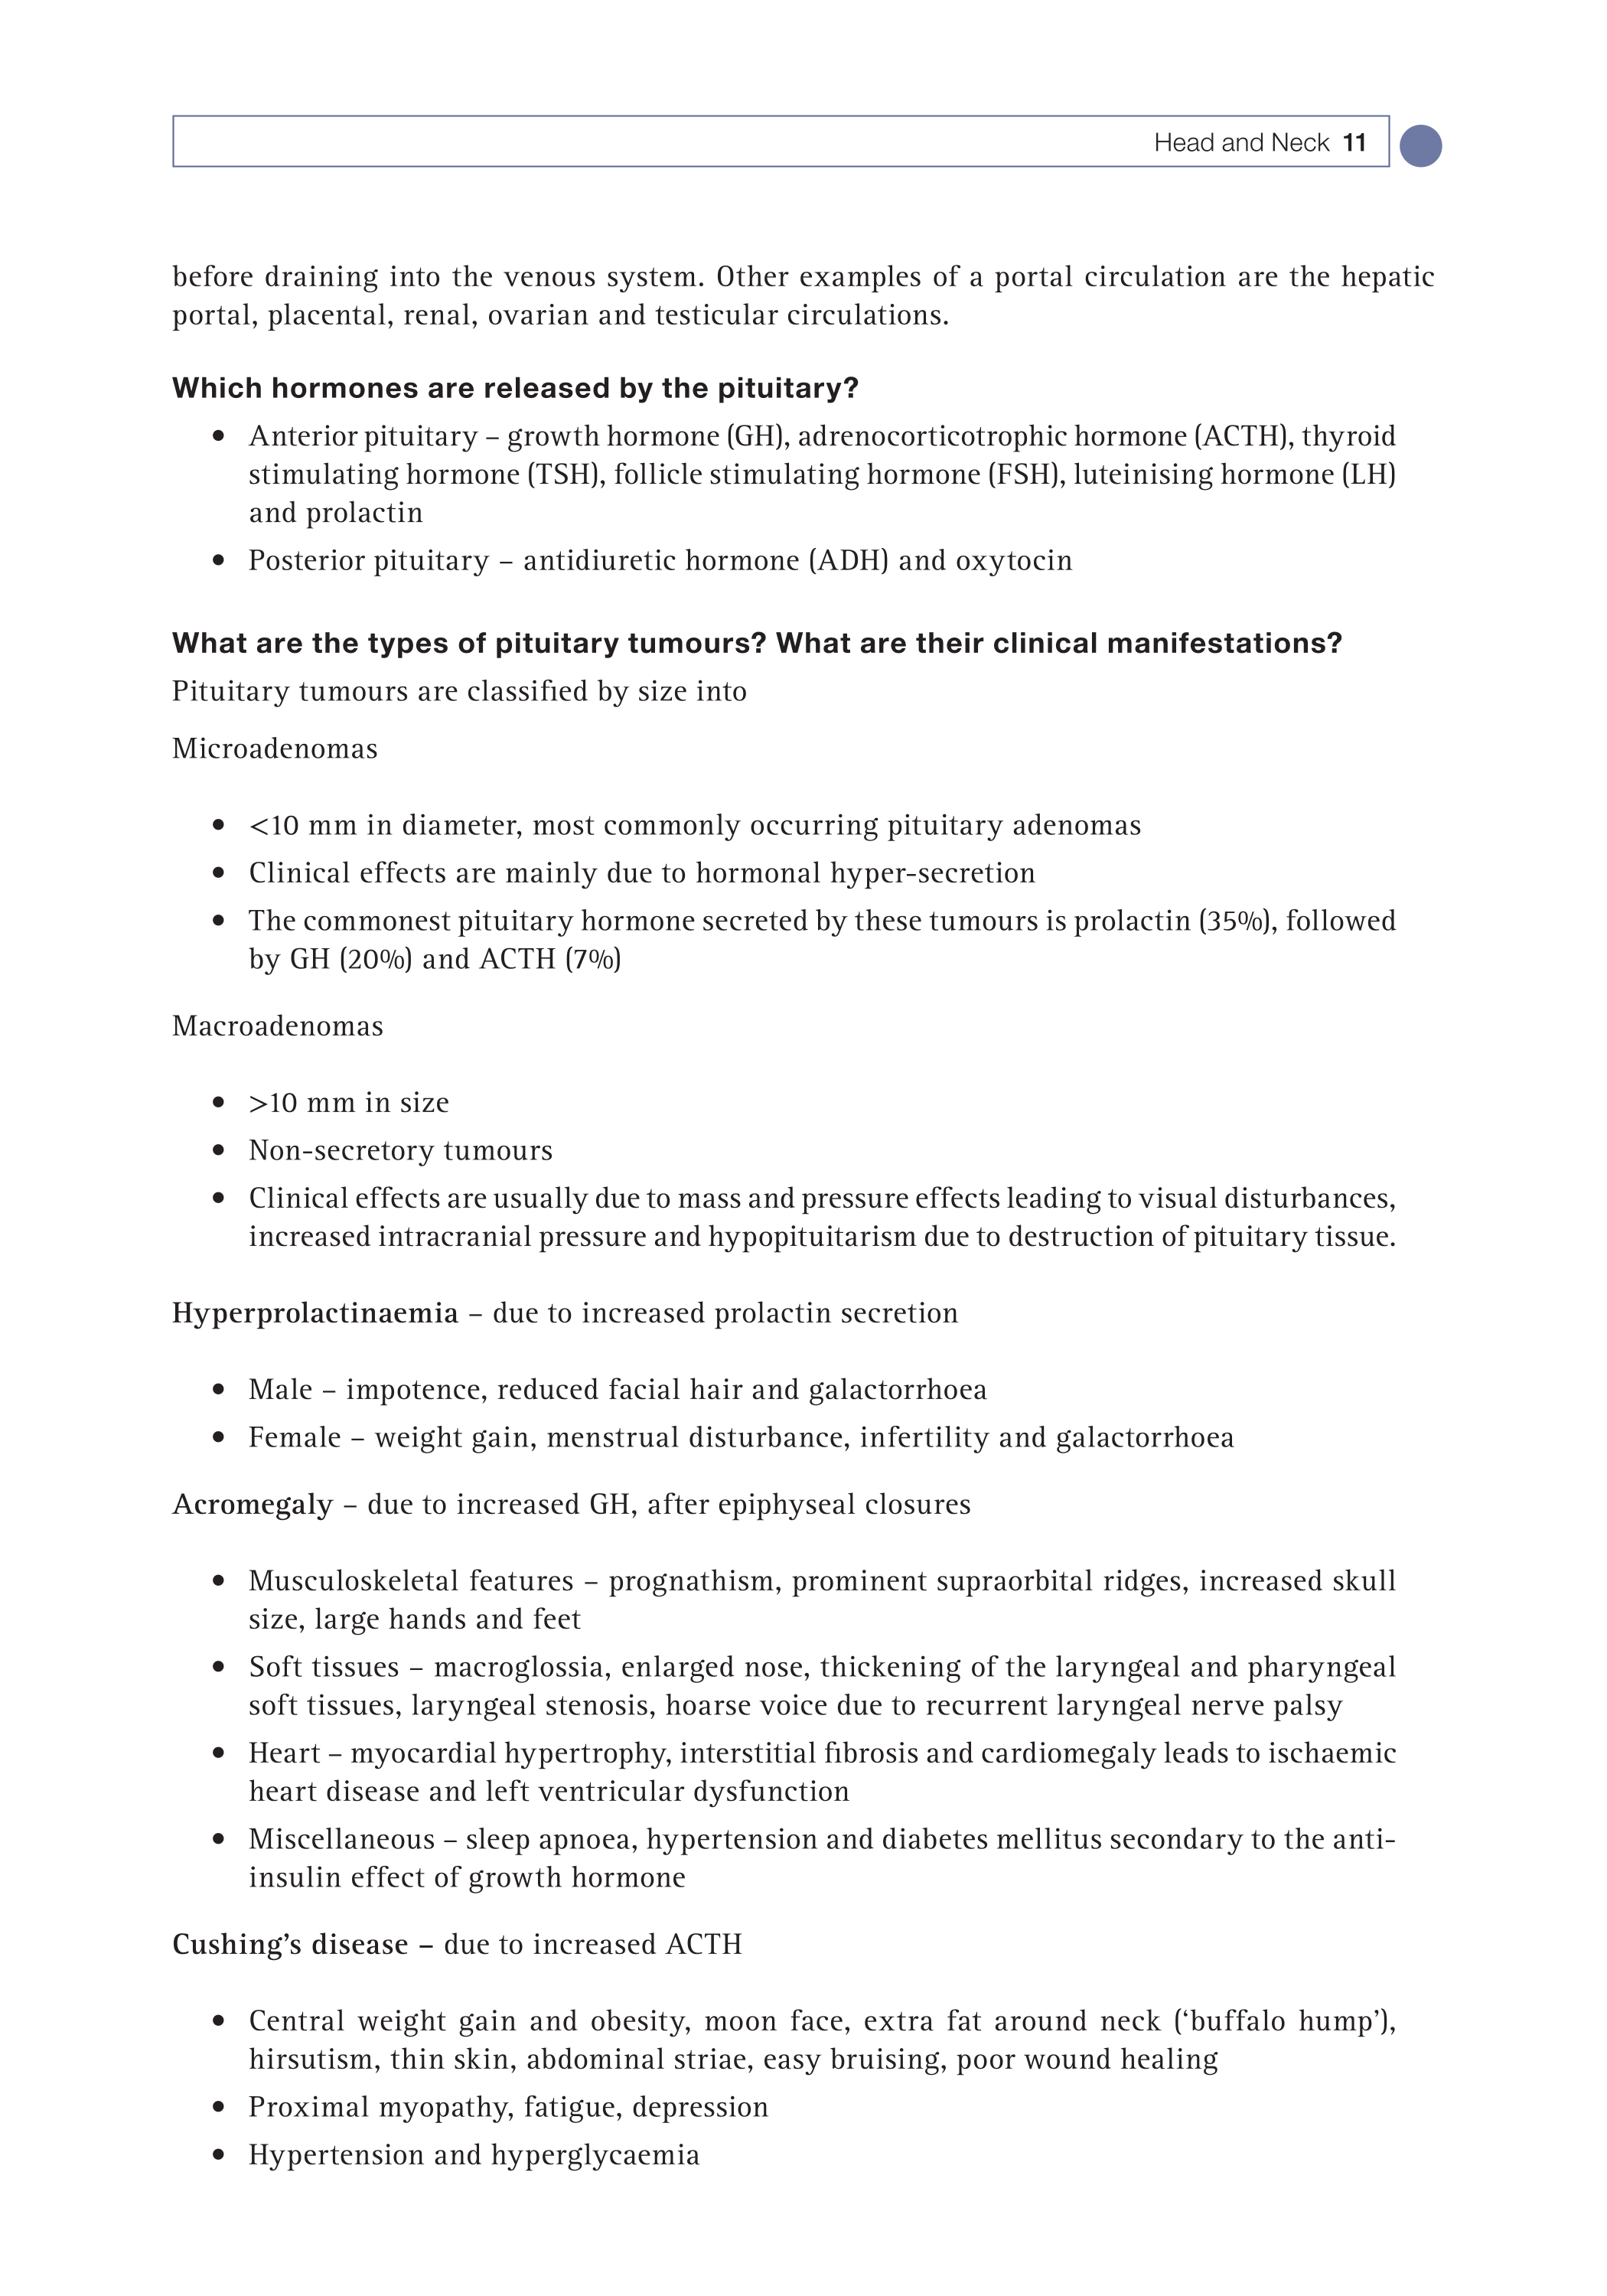 Head and Neck 11
before draining into the venous system. Other examples of a portal circulation are the hepatic
portal, placental, renal, ovarian and testicular circulations.
Which hormones are released by the pituitary?
• Anterior pituitary – growth hormone (GH), adrenocorticotrophic hormone (ACTH), thyroid
stimulating hormone (TSH), follicle stimulating hormone (FSH), luteinising hormone (LH)
and prolactin
• Posterior pituitary – antidiuretic hormone (ADH) and oxytocin
What are the types of pituitary tumours? What are their clinical manifestations?
Pituitary tumours are classified by size into
Microadenomas
• <10 mm in diameter, most commonly occurring pituitary adenomas
• Clinical effects are mainly due to hormonal hyper-secretion
• The commonest pituitary hormone secreted by these tumours is prolactin (35%), followed
by GH (20%) and ACTH (7%)
Macroadenomas
• >10 mm in size
• Non-secretory tumours
• Clinical effects are usually due to mass and pressure effects leading to visual disturbances,
increased intracranial pressure and hypopituitarism due to destruction of pituitary tissue.
Hyperprolactinaemia – due to increased prolactin secretion
• Male – impotence, reduced facial hair and galactorrhoea
• Female – weight gain, menstrual disturbance, infertility and galactorrhoea
Acromegaly – due to increased GH, after epiphyseal closures
• Musculoskeletal features – prognathism, prominent supraorbital ridges, increased skull
size, large hands and feet
• Soft tissues – macroglossia, enlarged nose, thickening of the laryngeal and pharyngeal
soft tissues, laryngeal stenosis, hoarse voice due to recurrent laryngeal nerve palsy
• Heart – myocardial hypertrophy, interstitial fibrosis and cardiomegaly leads to ischaemic
heart disease and left ventricular dysfunction
• Miscellaneous – sleep apnoea, hypertension and diabetes mellitus secondary to the anti-
insulin effect of growth hormone
Cushing’s disease – due to increased ACTH
• Central weight gain and obesity, moon face, extra fat around neck (‘buffalo hump’),
hirsutism, thin skin, abdominal striae, easy bruising, poor wound healing
• Proximal myopathy, fatigue, depression
• Hypertension and hyperglycaemia